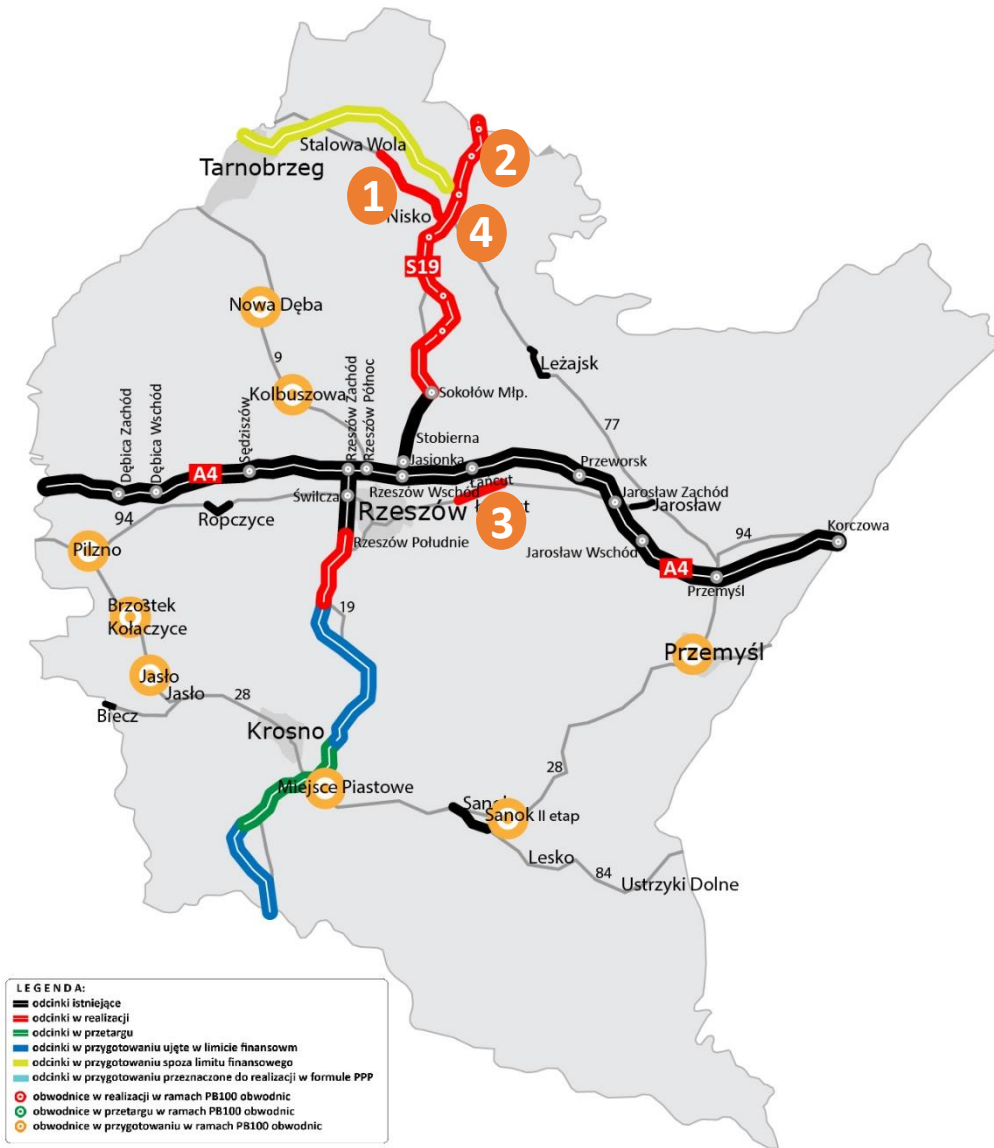 Stalowa Wola
Tarnobrzeg
2
1
Nisko
4
S19
Nowa Dęba
9
Kolbuszowa
Leżajsk
Sokołów Młp.
77
Dębica Zachód
Dębica Wschód
Sędziszów
Rzeszów Zachód
Rzeszów Północ
Stobierna
Jasionka
A4
Przeworsk
Łańcut
Rzeszów Wschód
Świlcza
Rzeszów
3
Jarosław Zachód
Jarosław
Ropczyce
94
Korczowa
94
Rzeszów Południe
Jarosław Wschód
A4
Przemyśl
Pilzno
19
Brzostek
Kołaczyce
Przemyśl
Jasło
Jasło
28
Biecz
Krosno
28
Miejsce Piastowe
Sanok II etap
Lesko
84
Ustrzyki Dolne
LEGENDA:
odcinki istniejące
odcinki w realizacji
odcinki w przetargu
odcinki w przygotowaniu ujęte w limicie finansowm
odcinki w przygotowaniu spoza limitu finansowego
odcinki w przygotowaniu przeznaczone do realizacji w formule PPP
obwodnice w realizacji w ramach PB100 obwodnic
obwodnice w przetargu w ramach PB100 obwodnic
obwodnice w przygotowaniu w ramach PB100 obwodnic